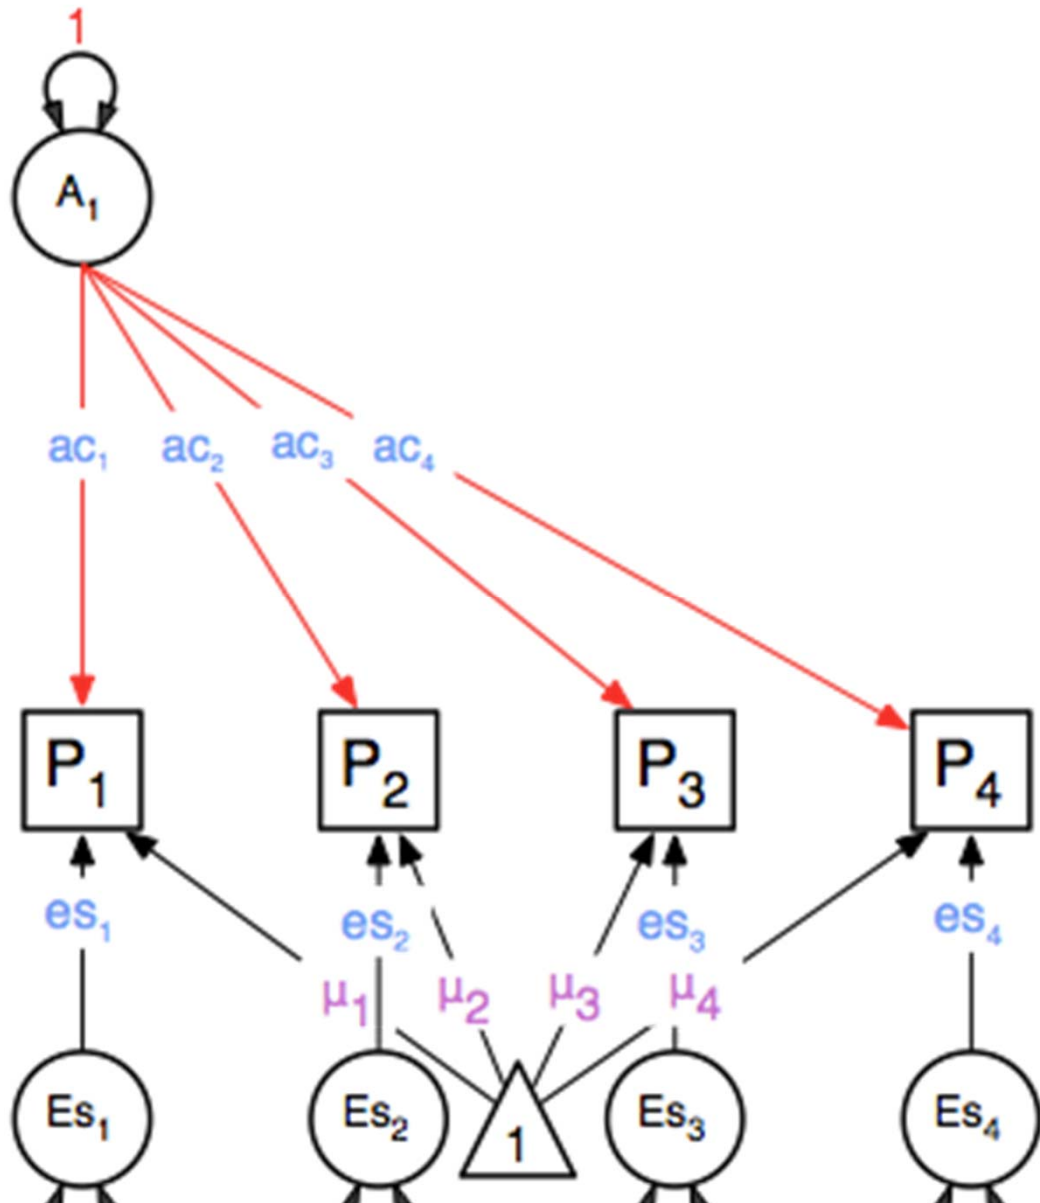 1
A₁
ac₁ ac₂ ac₃ ac₄
P₁ P₂ P₃ P₄
es₁ es₂ es₃ es₄
μ₁ μ₂ μ₃ μ₄
Es₁ Es₂ 1 Es₃ Es₄